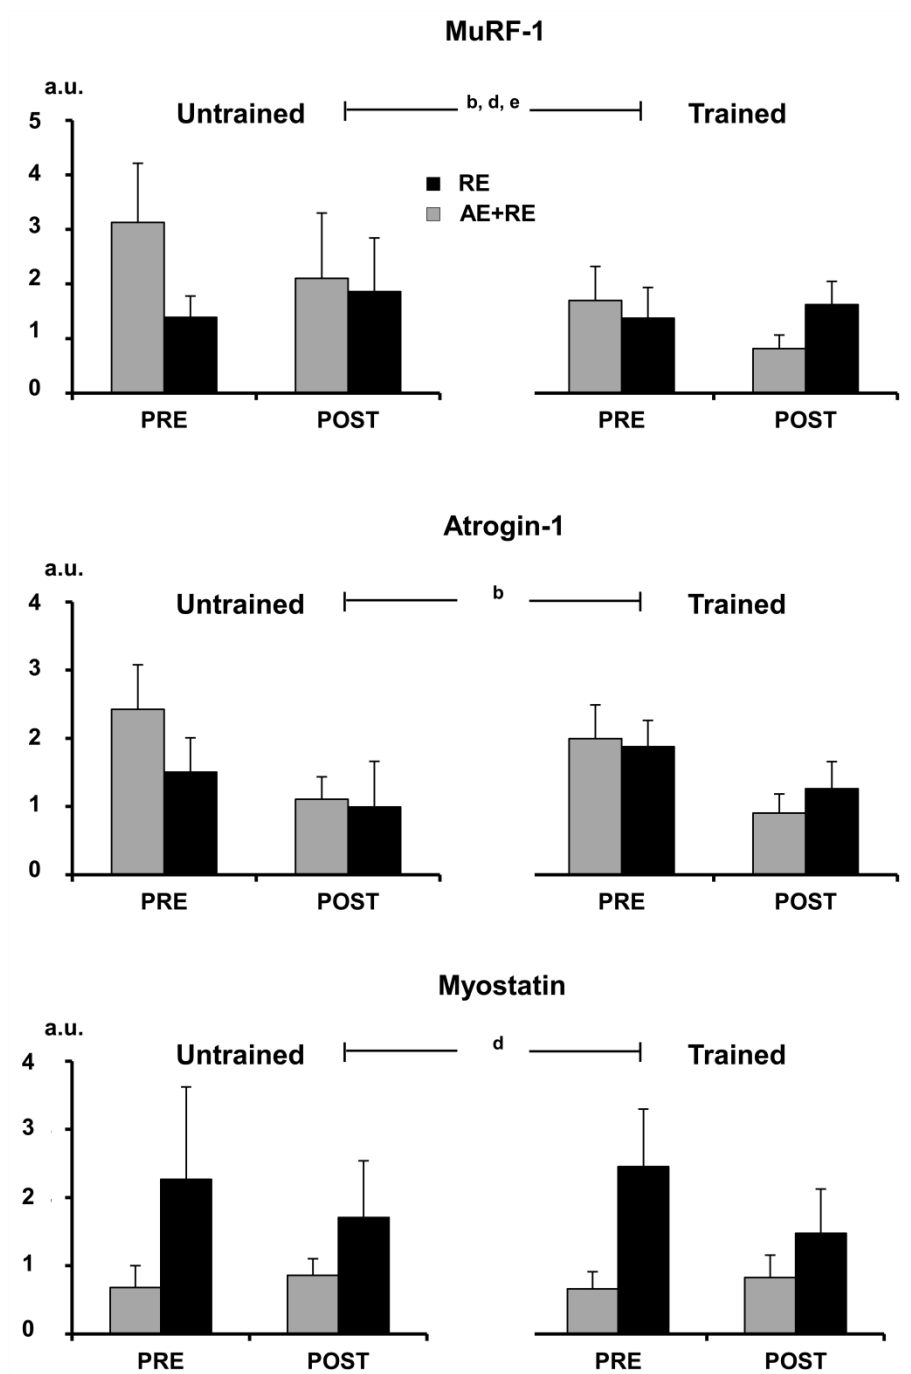 MuRF-1
a.u.
Untrained b, d, e Trained
5
4
3
2
1
0
RE
AE+RE
PRE POST PRE POST
Atrogin-1
a.u.
Untrained b Trained
4
3
2
1
0
PRE POST PRE POST
Myostatin
a.u.
Untrained d Trained
4
3
2
1
0
PRE POST PRE POST